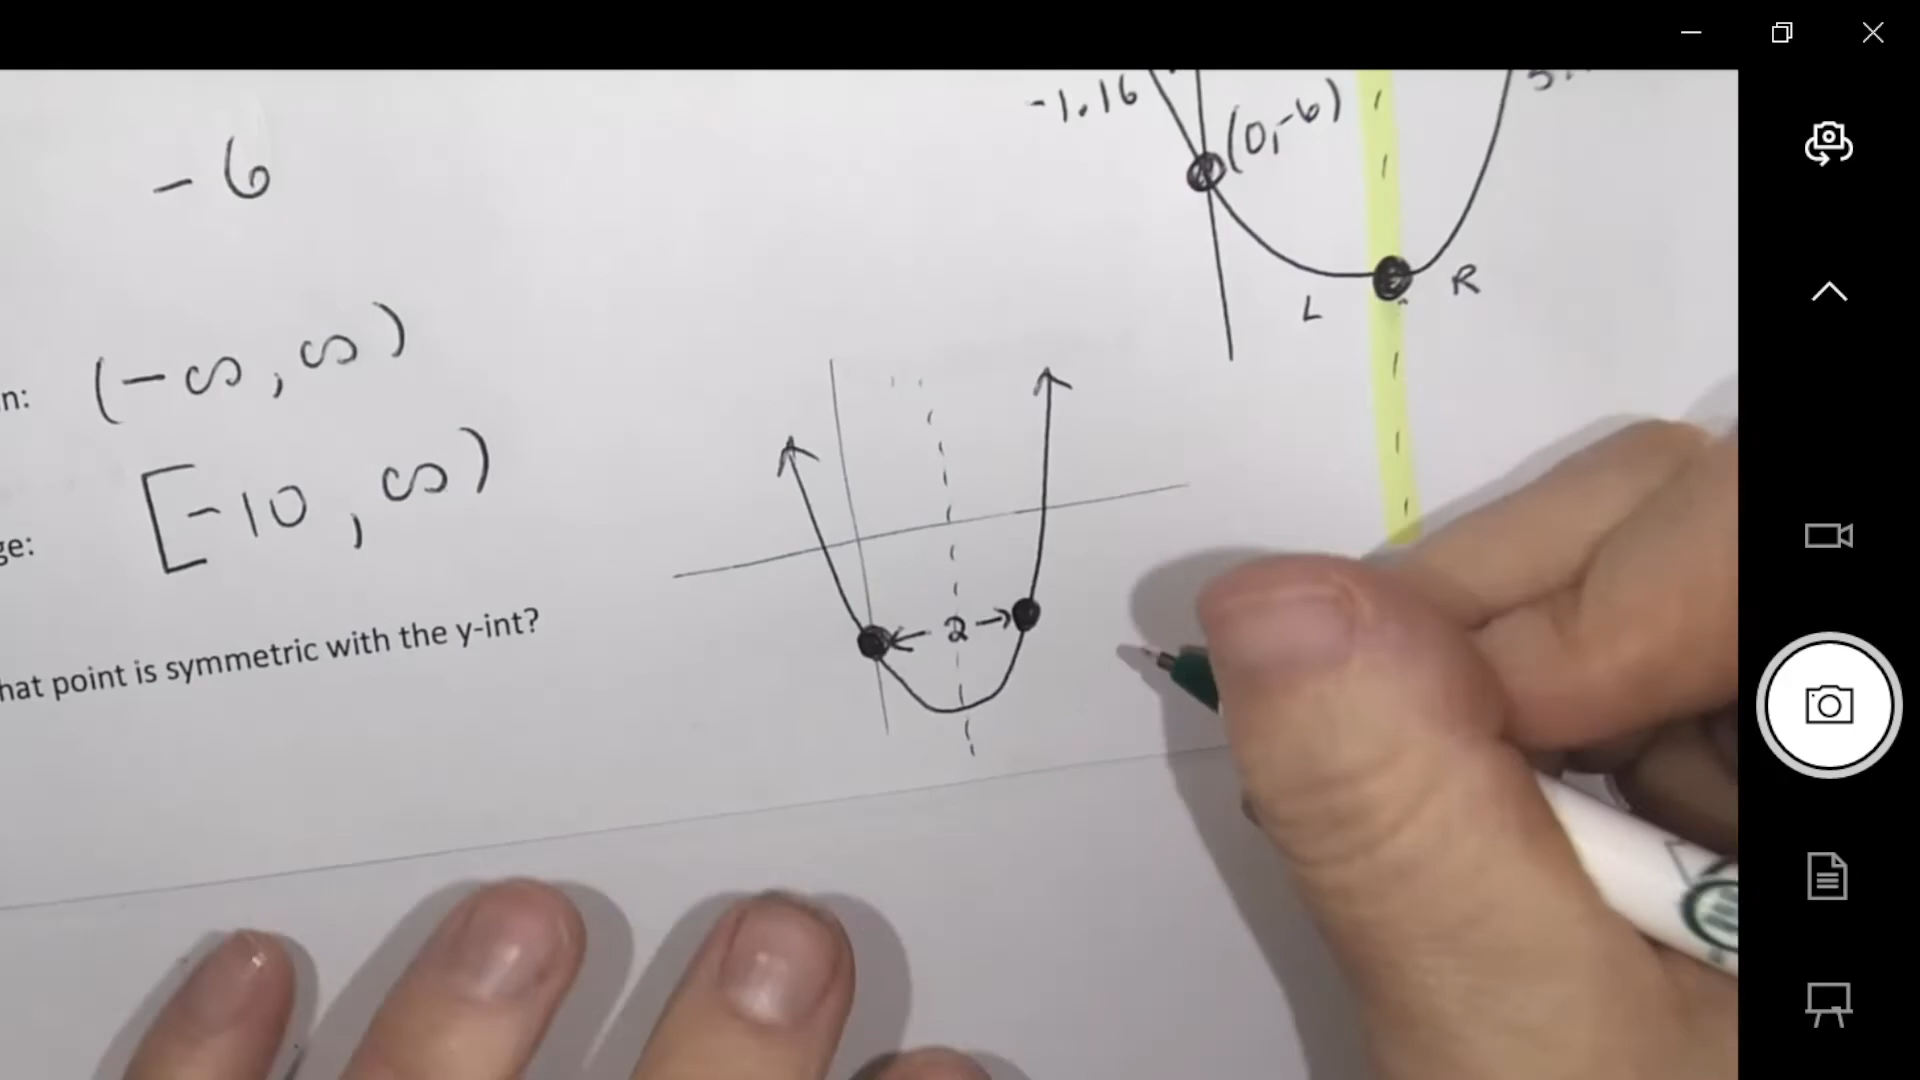 -1.16
(0,-6)
-6
L
R
n: (-∞, ∞)
ge: [-10, ∞)
←2→
hat point is symmetric with the y-int?